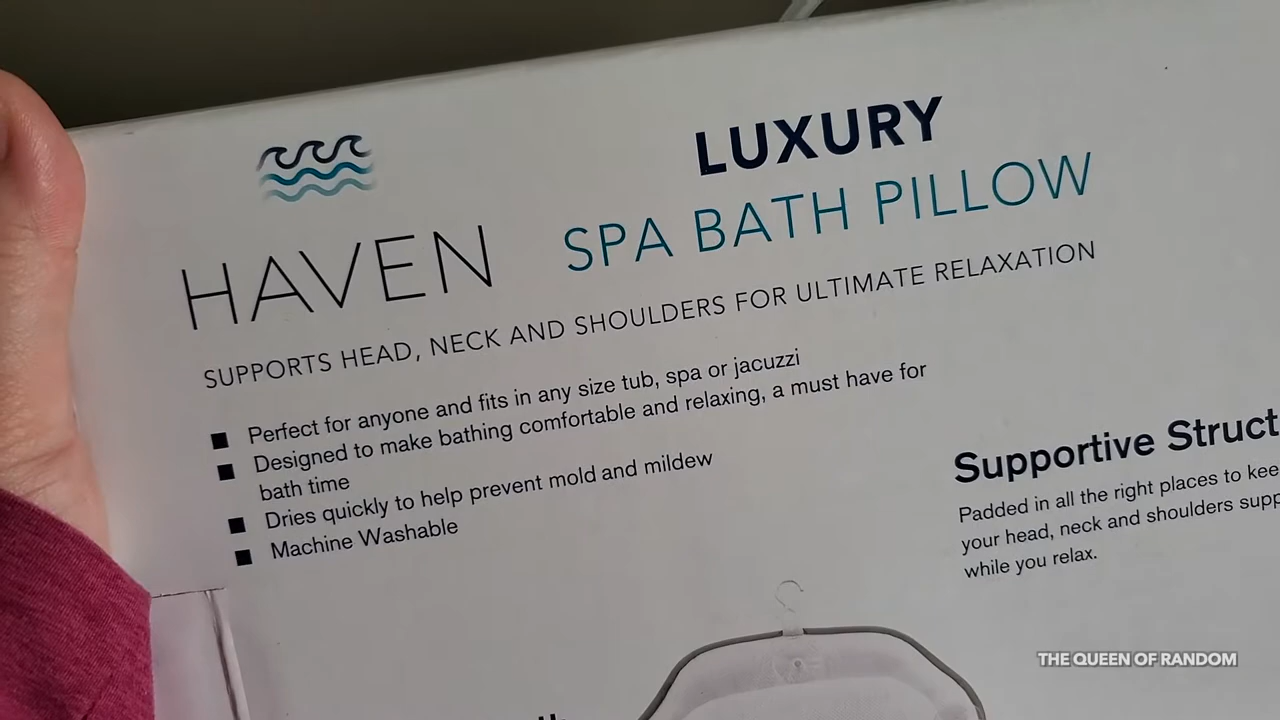 LUXURY
HAVEN SPA BATH PILLOW
SUPPORTS HEAD, NECK AND SHOULDERS FOR ULTIMATE RELAXATION
■ Perfect for anyone and fits in any size tub, spa or jacuzzi
■ Designed to make bathing comfortable and relaxing, a must have for
bath time
■ Dries quickly to help prevent mold and mildew
■ Machine Washable
Supportive
Padded in all the right places to
your head, neck and shoulders
while you relax.
THE QUEEN OF RANDOM